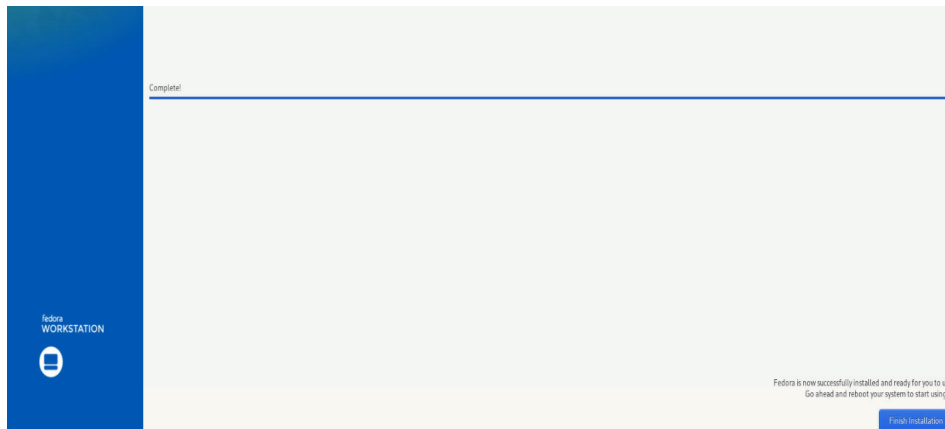 Complete!
fedora
WORKSTATION
Fedora is now successfully installed and ready for you to u
Go ahead and reboot your system to start using
Finish Installation